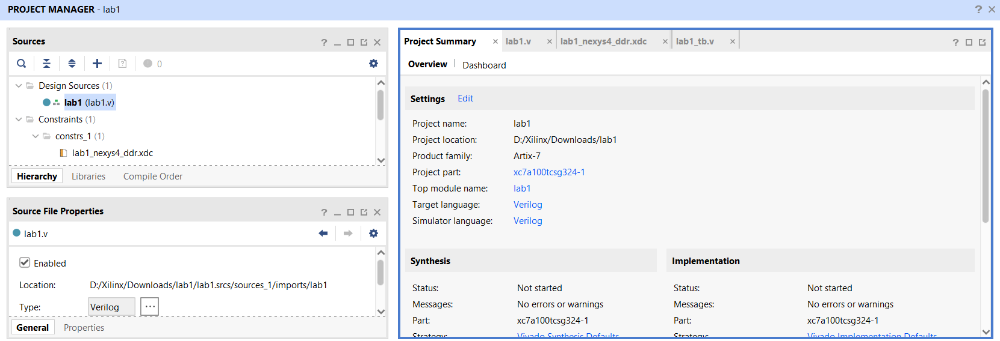 PROJECT MANAGER - lab1
Sources
0
Design Sources (1)
lab1 (lab1.v)
Constraints (1)
constrs_1 (1)
lab1_nexys4_ddr.xdc
Hierarchy Libraries Compile Order
Source File Properties
lab1.v
Enabled
Location: D:/Xilinx/Downloads/lab1/lab1.srcs/sources_1/imports/lab1
Type: Verilog ...
General Properties
Project Summary lab1.v lab1_nexys4_ddr.xdc lab1_tb.v
Overview | Dashboard
Settings Edit
Project name: lab1
Project location: D:/Xilinx/Downloads/lab1
Product family: Artix-7
Project part: xc7a100tcsg324-1
Top module name: lab1
Target language: Verilog
Simulator language: Verilog
Synthesis
Status: Not started
Messages: No errors or warnings
Part: xc7a100tcsg324-1
Strategy: Vivado Synthesis Defaults
Implementation
Status: Not started
Messages: No errors or warnings
Part: xc7a100tcsg324-1
Strategy: Vivado Implementation Defaults